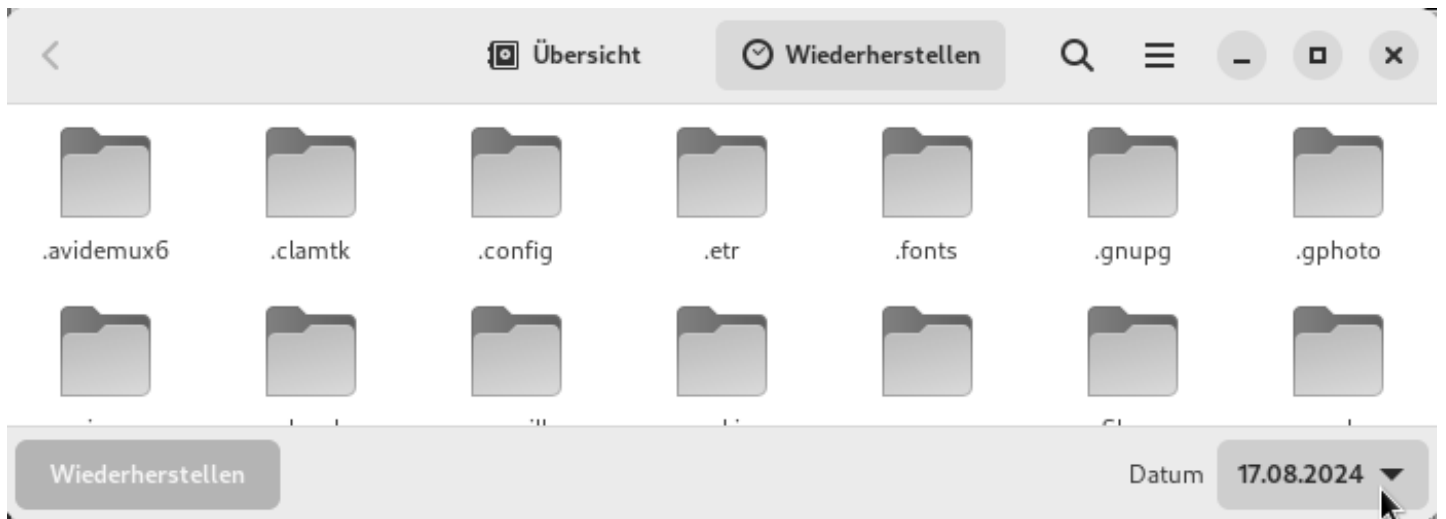 Übersicht Wiederherstellen
.avidemux6 .clamtk .config .etr .fonts .gnupg .gphoto
Wiederherstellen Datum 17.08.2024